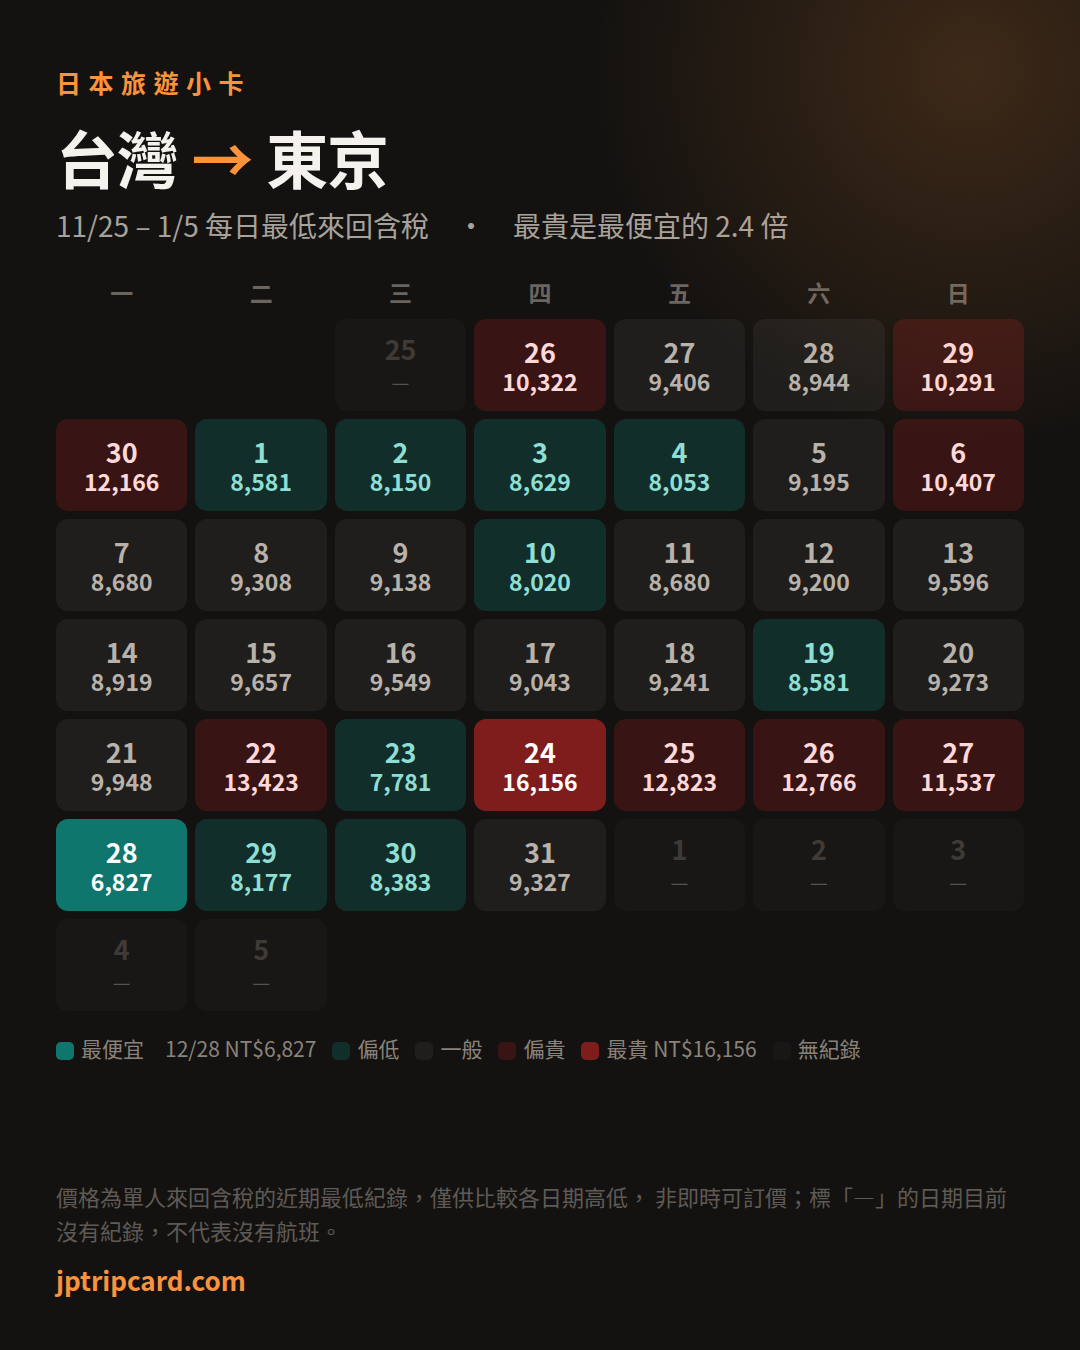 日本旅遊小卡
台灣 → 東京
11/25 – 1/5 每日最低來回含稅 ・ 最貴是最便宜的 2.4 倍
一 二 三 四 五 六 日
25 26 27 28 29
— 10,322 9,406 8,944 10,291
30 1 2 3 4 5 6
12,166 8,581 8,150 8,629 8,053 9,195 10,407
7 8 9 10 11 12 13
8,680 9,308 9,138 8,020 8,680 9,200 9,596
14 15 16 17 18 19 20
8,919 9,657 9,549 9,043 9,241 8,581 9,273
21 22 23 24 25 26 27
9,948 13,423 7,781 16,156 12,823 12,766 11,537
28 29 30 31 1 2 3
6,827 8,177 8,383 9,327 — — —
4 5
— —
最便宜 12/28 NT$6,827 偏低 一般 偏貴 最貴 NT$16,156 無紀錄
價格為單人來回含稅的近期最低紀錄，僅供比較各日期高低， 非即時可訂價；標「—」的日期目前
沒有紀錄，不代表沒有航班。
jptripcard.com